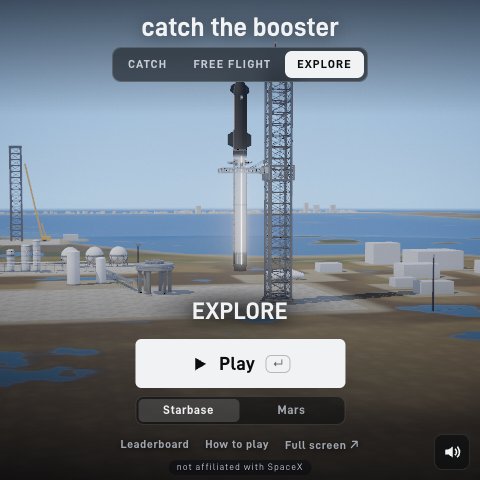 catch the booster
CATCH FREE FLIGHT EXPLORE
EXPLORE
Play
Starbase Mars
Leaderboard How to play Full screen ↗
not affiliated with SpaceX